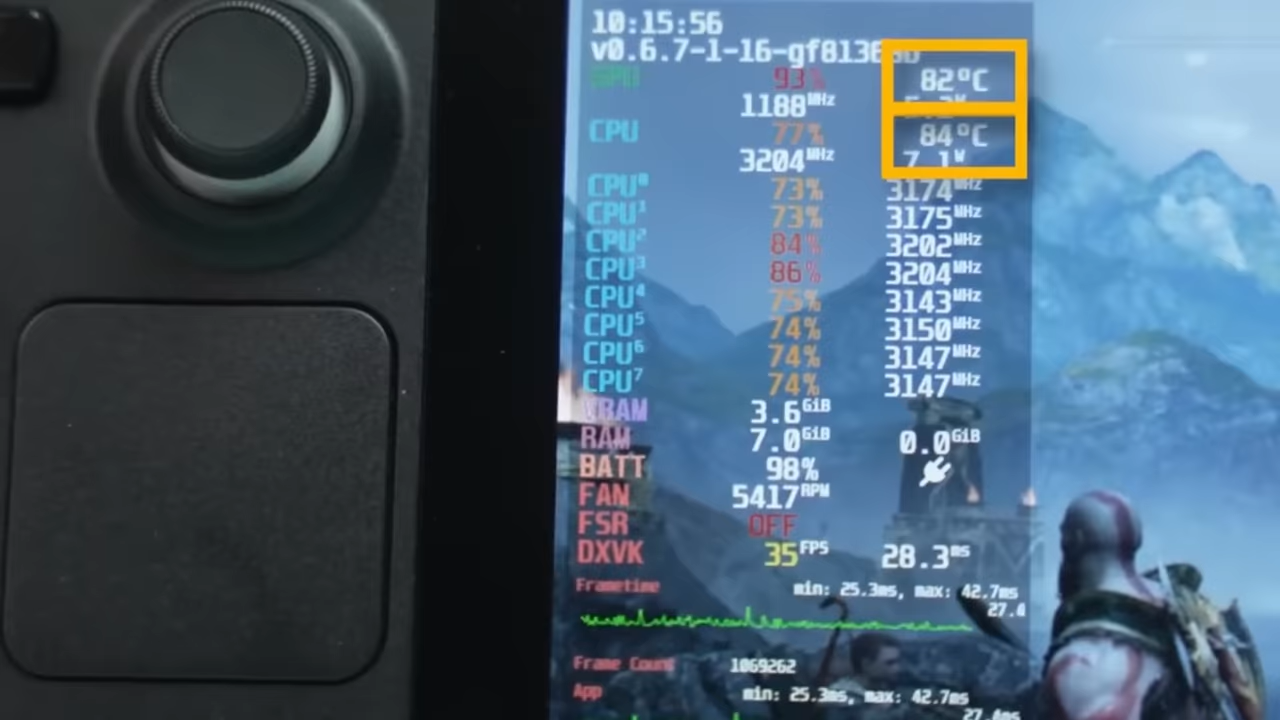 10:15:56
v0.6.7-1-16-gf813
GPU 93% 82°C
1188MHz
CPU 77% 84°C
3204MHz 7.1W
CPU0 73% 3174MHz
CPU1 73% 3175MHz
CPU2 84% 3202MHz
CPU3 86% 3204MHz
CPU4 75% 3143MHz
CPU5 74% 3150MHz
CPU6 74% 3147MHz
CPU7 74% 3147MHz
VRAM 3.6GiB
RAM 7.0GiB 0.0GiB
BATT 98%
FAN 5417RPM
FSR OFF
DXVK 35FPS 28.3ms
Frametime min: 25.3ms, max: 42.7ms
27.4
Frame Count 1069262
App min: 25.3ms, max: 42.7ms
27.4ms